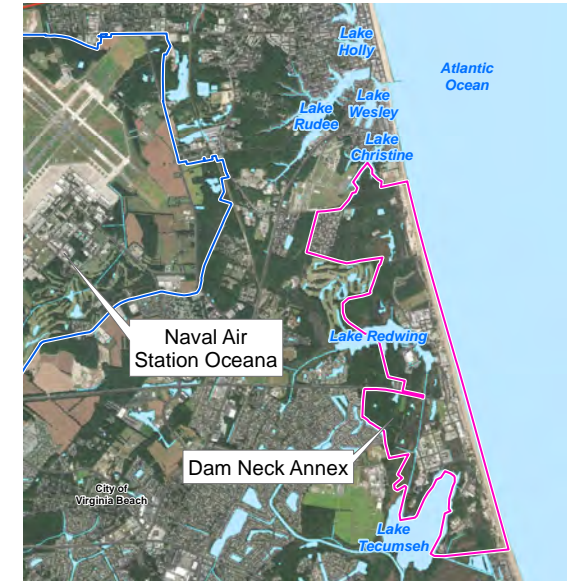 Lake
Holly
Atlantic
Ocean
Lake
Wesley
Lake
Rudee
Lake
Christine
Naval Air
Station Oceana
Lake Redwing
Dam Neck Annex
City of
Virginia Beach
Lake
Tecumseh